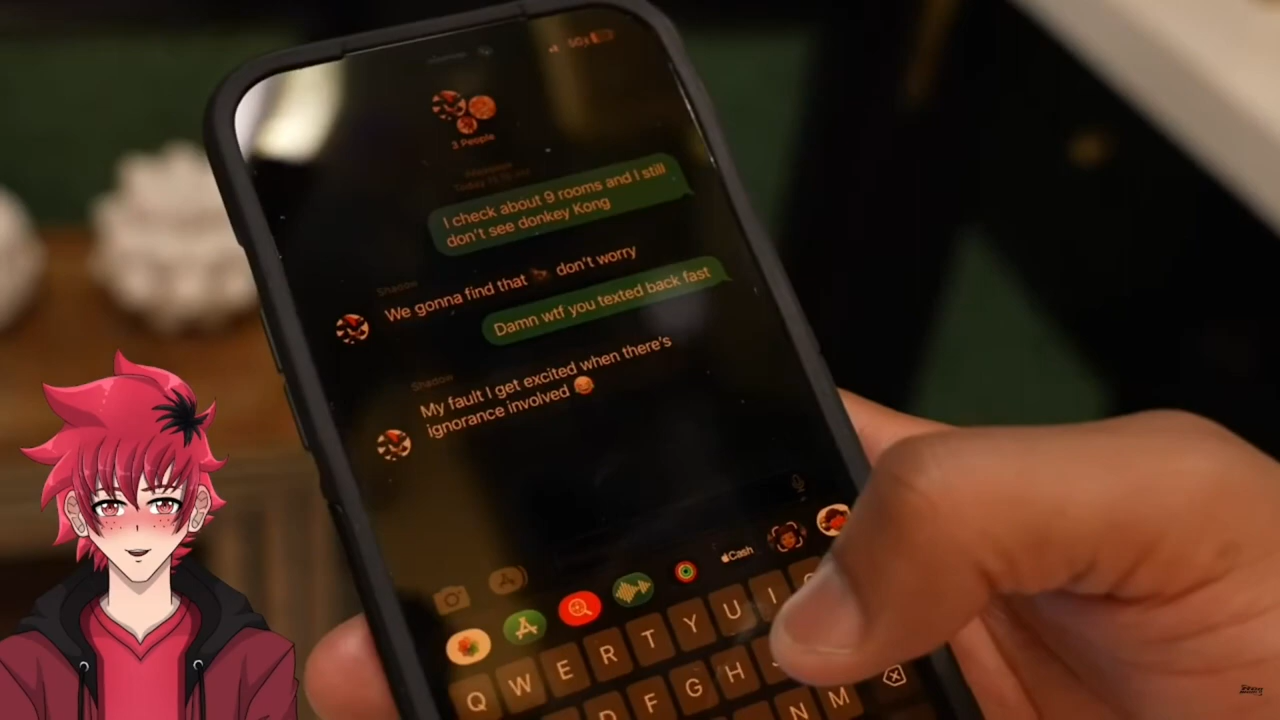 50%
3 People
I check about 9 rooms and I still
don't see donkey Kong
Shadow
We gonna find that don't worry
Damn wtf you texted back fast
Shadow
My fault I get excited when there's
ignorance involved 😂
Cash
Q W E R T Y U I
D F G H
N M